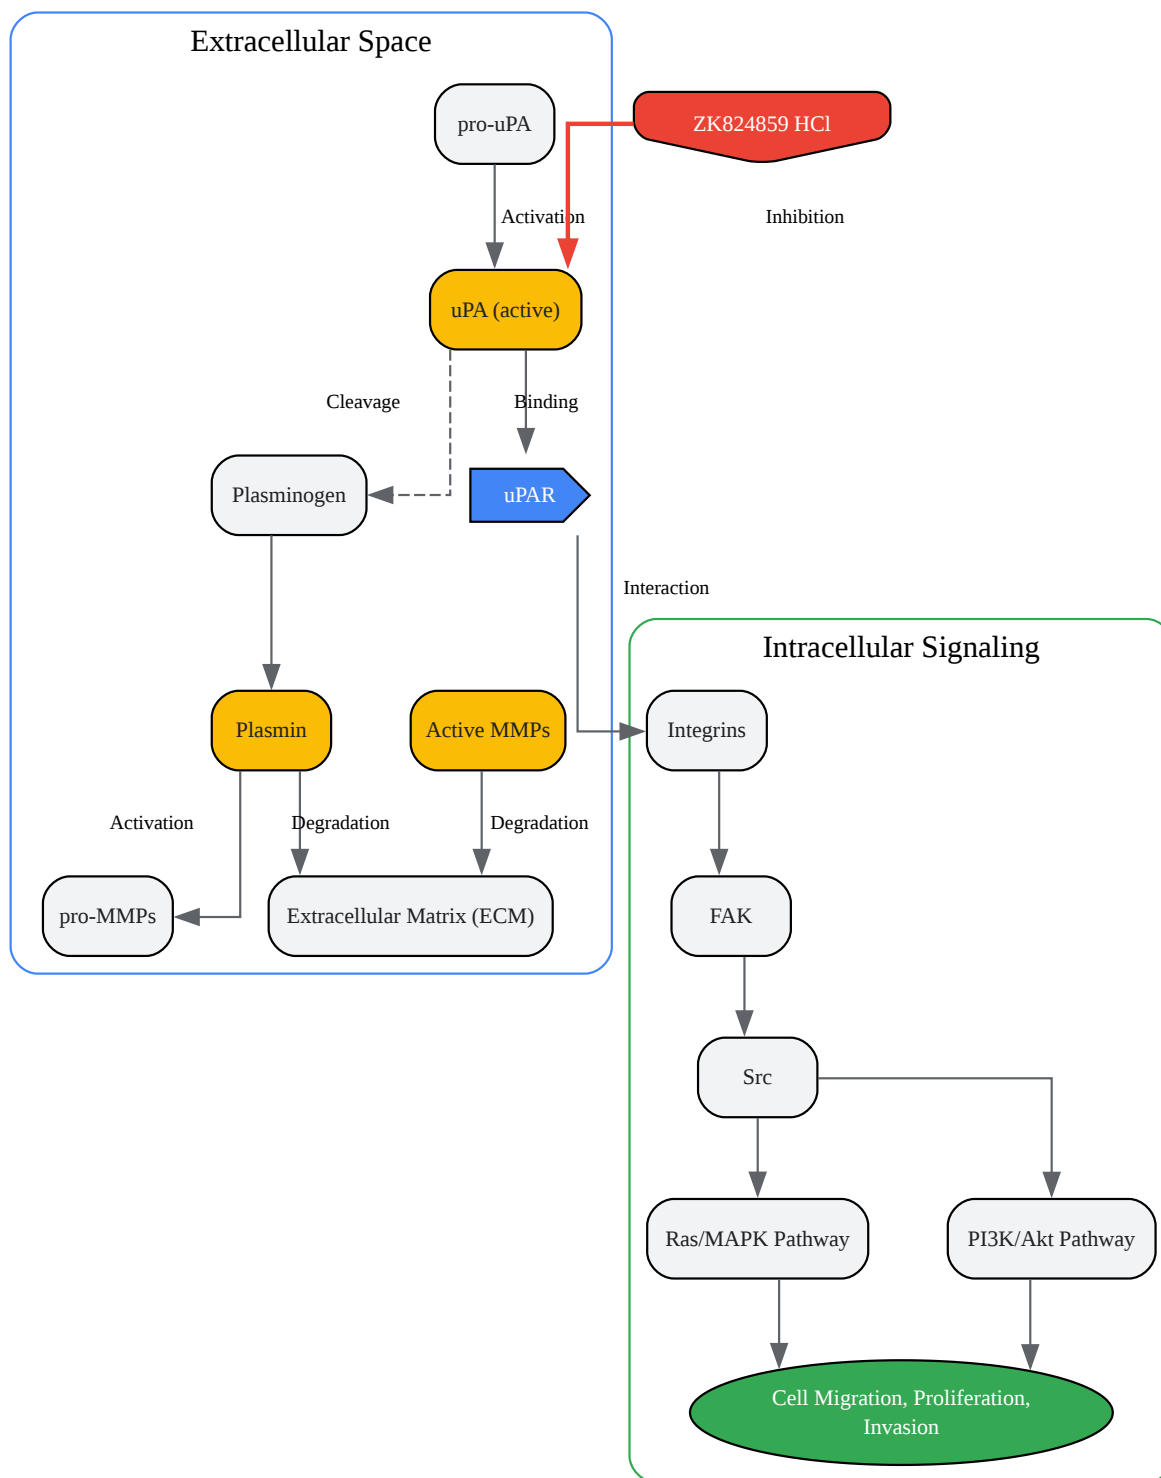 Extracellular Space
pro-uPA
ZK824859 HCl
Activation
Inhibition
uPA (active)
Cleavage
Binding
Plasminogen
uPAR
Interaction
Intracellular Signaling
Plasmin
Active MMPs
Integrins
Activation
Degradation
Degradation
pro-MMPs
Extracellular Matrix (ECM)
FAK
Src
Ras/MAPK Pathway
PI3K/Akt Pathway
Cell Migration, Proliferation,
Invasion